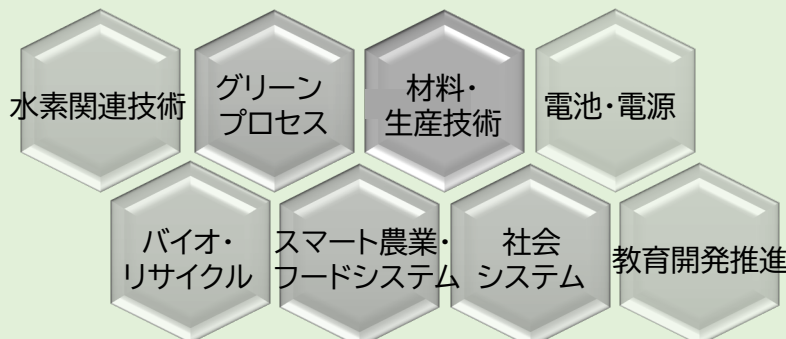 水素関連技術
グリーン
プロセス
材料・
生産技術
電池・電源
バイオ・
リサイクル
スマート農業・
フードシステム
社会
システム
教育開発推進